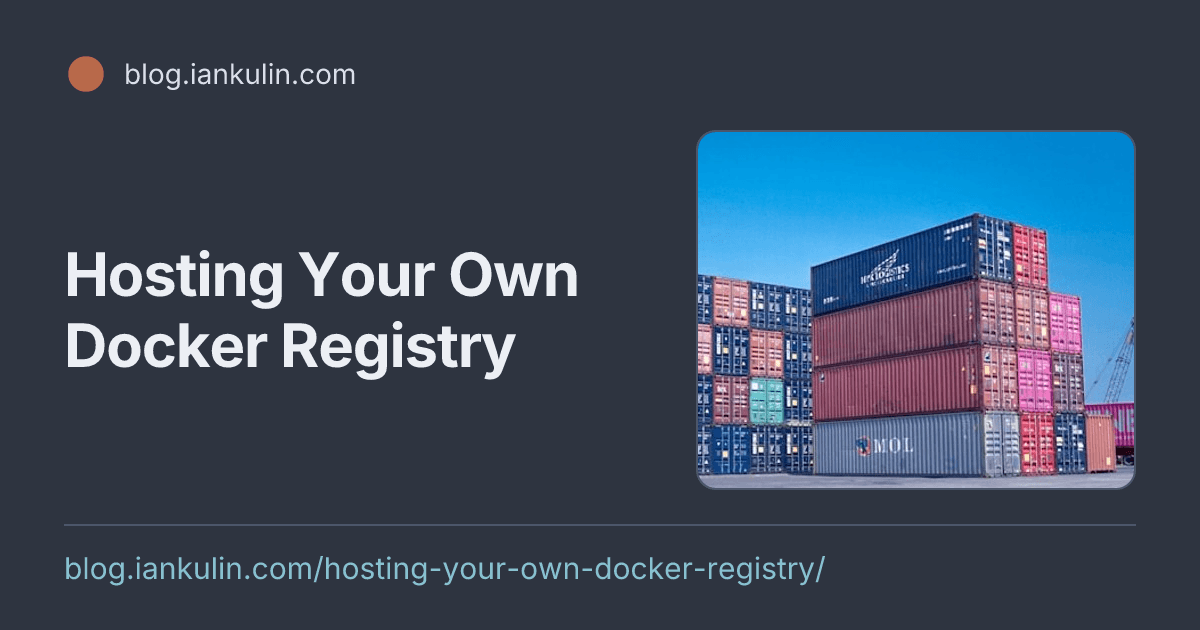 blog.iankulin.com
Hosting Your Own
Docker Registry
MOL
blog.iankulin.com/hosting-your-own-docker-registry/